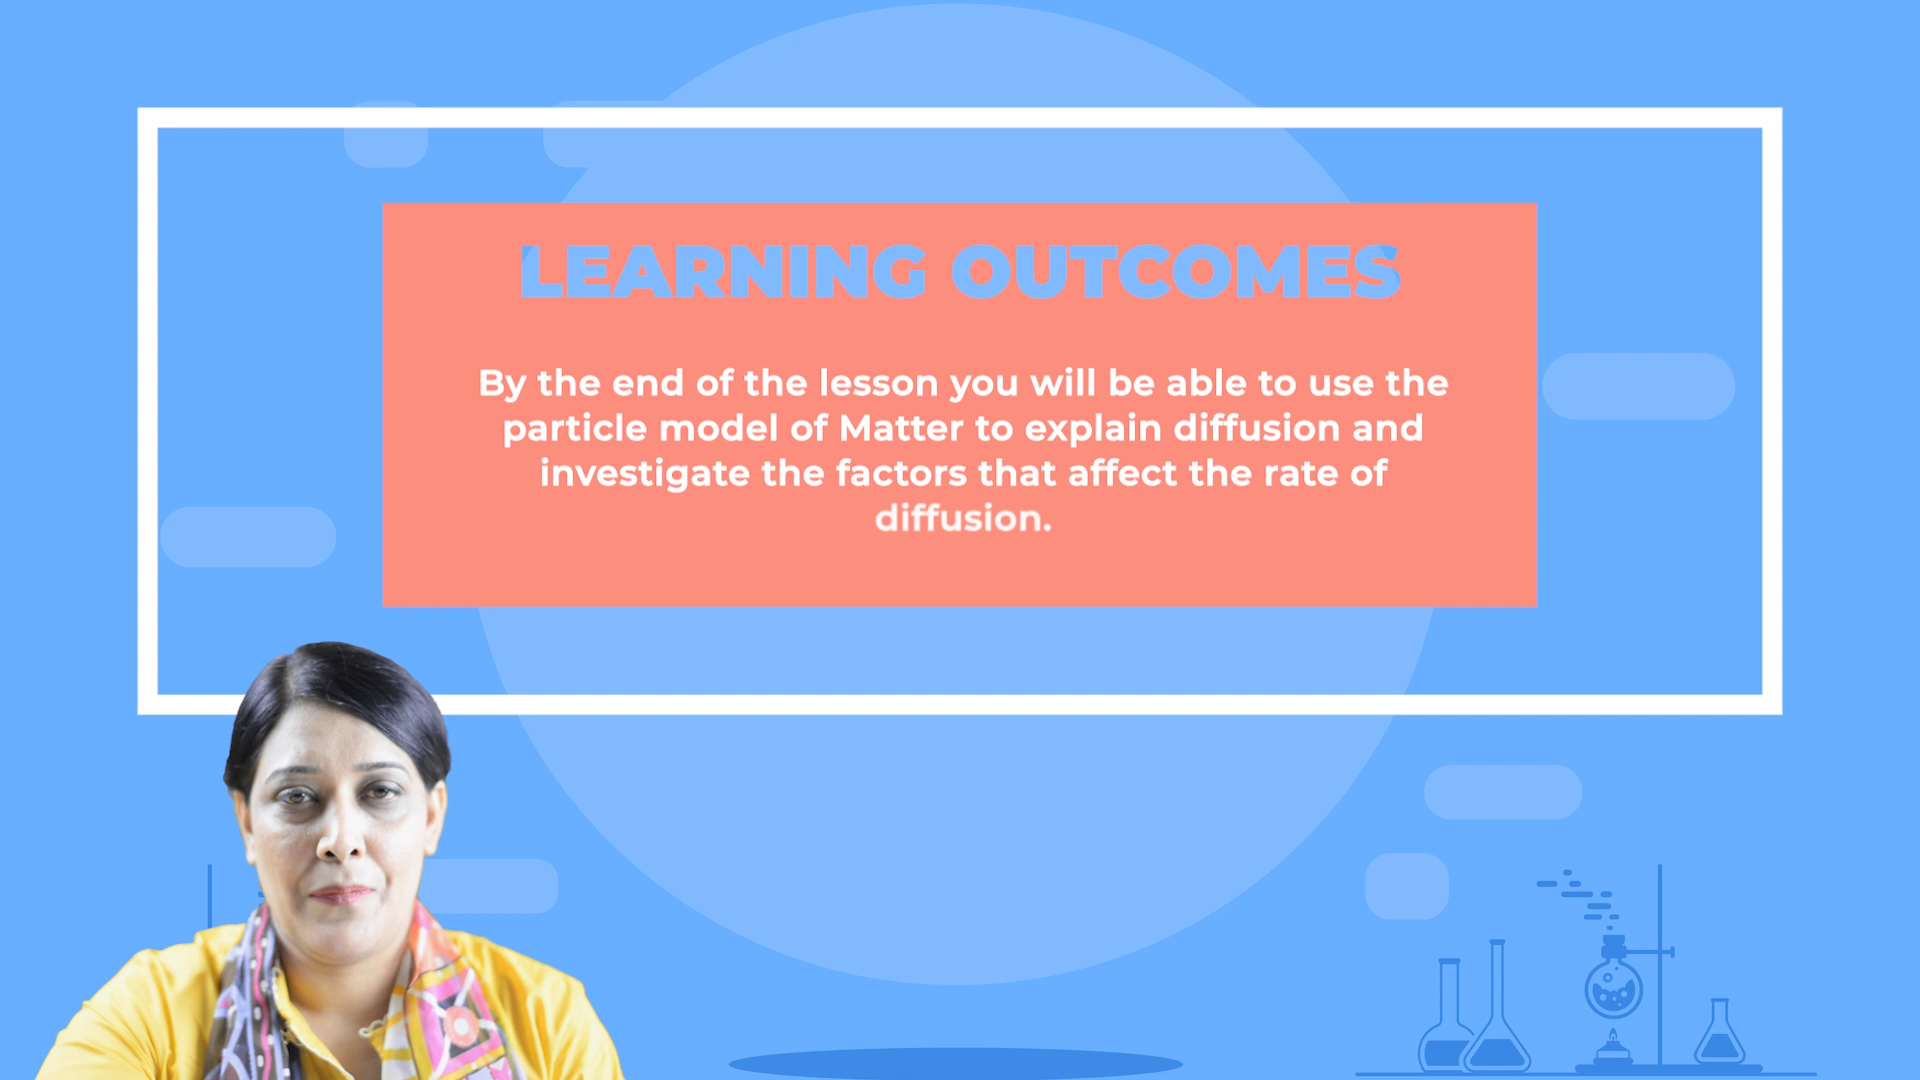 LEARNING OUTCOMES
By the end of the lesson you will be able to use the
particle model of Matter to explain diffusion and
investigate the factors that affect the rate of
diffusion.